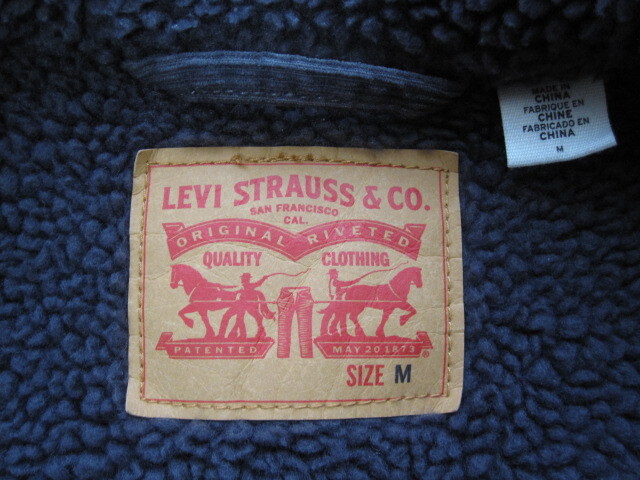 LEVI STRAUSS & CO.
SAN FRANCISCO
CAL.
ORIGINAL RIVETED
QUALITY CLOTHING
PATENTED MAY 20 1873
SIZE M
MADE IN
CHINA
FABRIQUE EN
CHINE
FABRICADO EN
CHINA
M